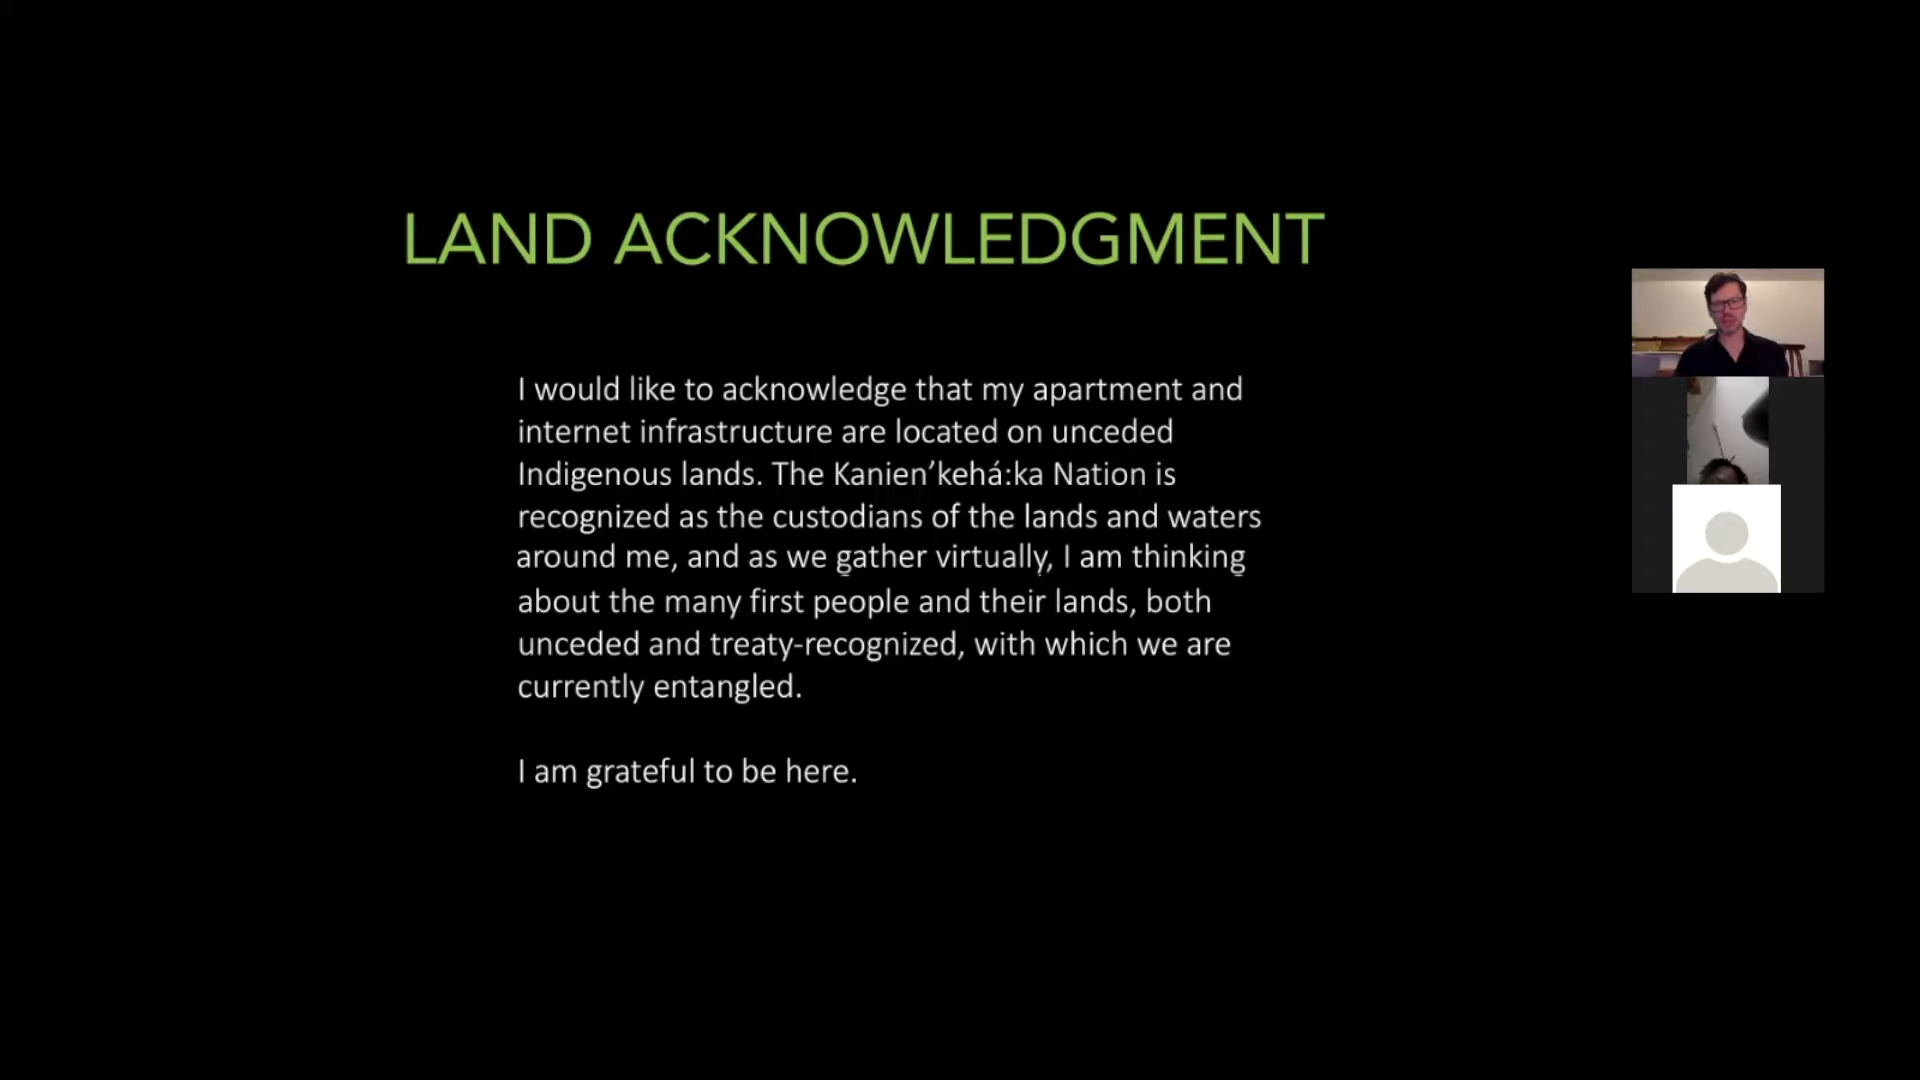 LAND ACKNOWLEDGMENT
I would like to acknowledge that my apartment and
internet infrastructure are located on unceded
Indigenous lands. The Kanien’kehá:ka Nation is
recognized as the custodians of the lands and waters
around me, and as we gather virtually, I am thinking
about the many first people and their lands, both
unceded and treaty-recognized, with which we are
currently entangled.
I am grateful to be here.